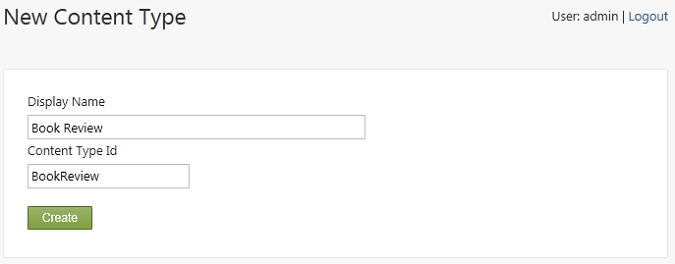 New Content Type
User: admin | Logout
Display Name
Book Review
Content Type Id
BookReview
Create